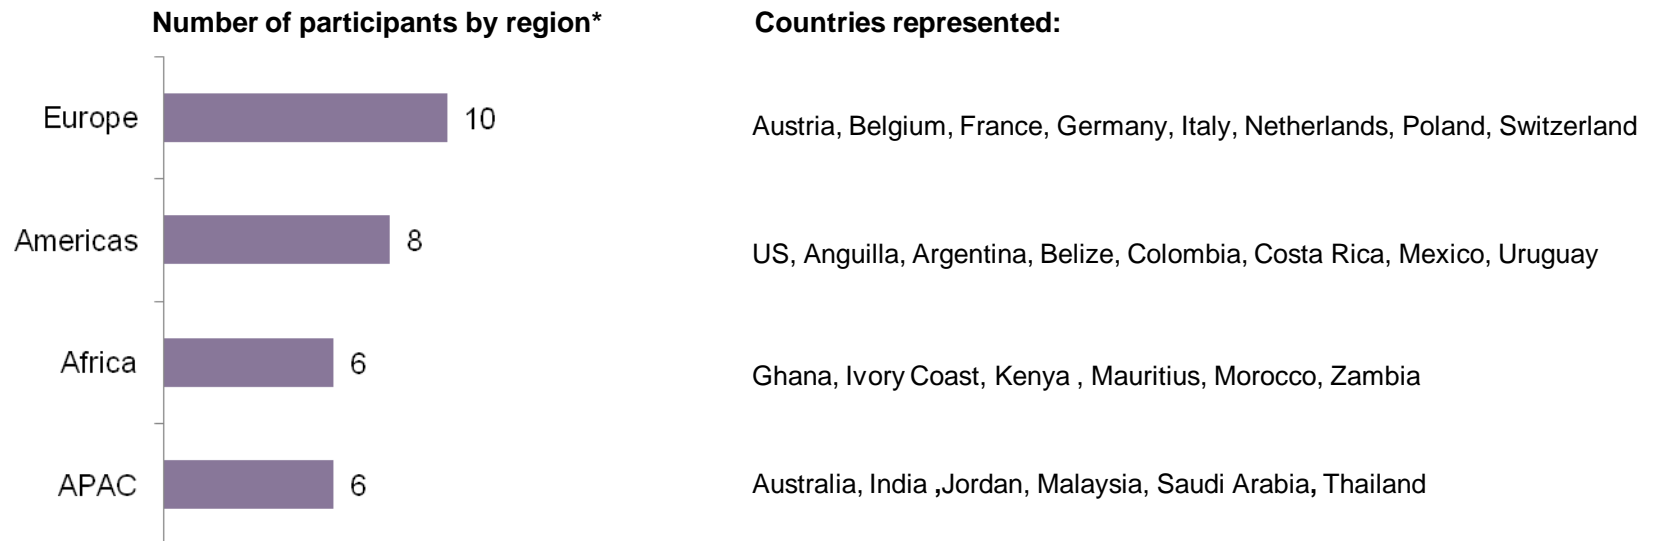 Number of participants by region*
Countries represented:
Europe
10
Austria, Belgium, France, Germany, Italy, Netherlands, Poland, Switzerland
Americas
8
US, Anguilla, Argentina, Belize, Colombia, Costa Rica, Mexico, Uruguay
Africa
6
Ghana, Ivory Coast, Kenya , Mauritius, Morocco, Zambia
APAC
6
Australia, India ,Jordan, Malaysia, Saudi Arabia, Thailand